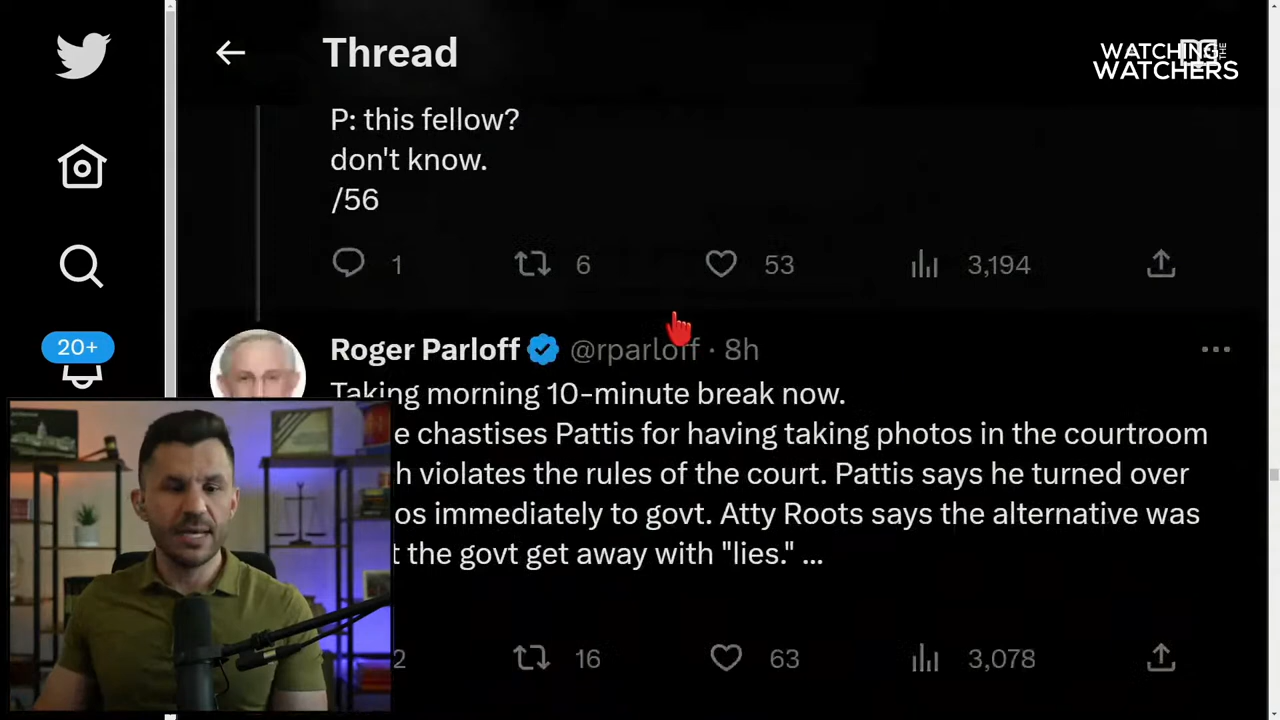 Thread
WATCHING THE
WATCHERS
P: this fellow?
don't know.
/56
1 6 53 3,194
20+
Roger Parloff @rparloff · 8h
Taking morning 10-minute break now.
e chastises Pattis for having taking photos in the courtroom
h violates the rules of the court. Pattis says he turned over
os immediately to govt. Atty Roots says the alternative was
t the govt get away with "lies." ...
2 16 63 3,078